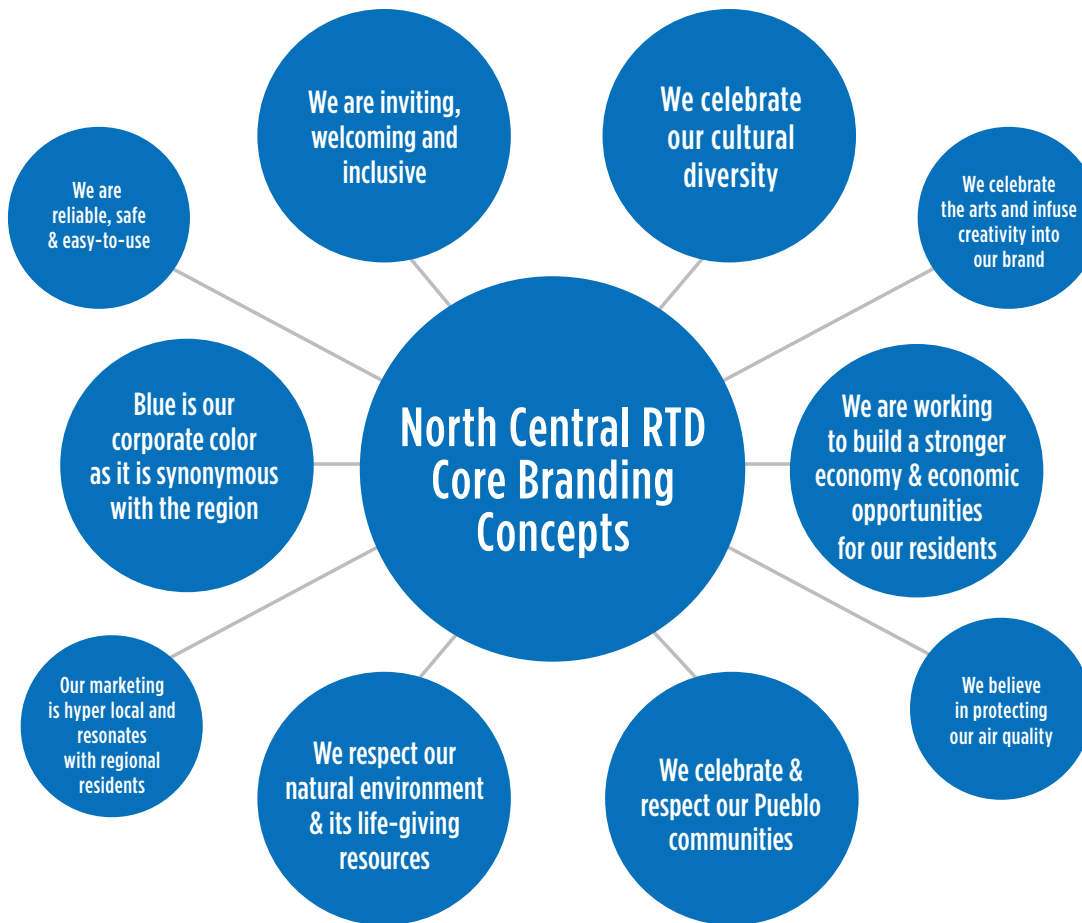 We are inviting,
welcoming and
inclusive
We celebrate
our cultural
diversity
We are
reliable, safe
& easy-to-use
We celebrate
the arts and infuse
creativity into
our brand
Blue is our
corporate color
as it is synonymous
with the region
North Central RTD
Core Branding
Concepts
We are working
to build a stronger
economy & economic
opportunities
for our residents
Our marketing
is hyper local and
resonates
with regional
residents
We respect our
natural environment
& its life-giving
resources
We celebrate &
respect our Pueblo
communities
We believe
in protecting
our air quality